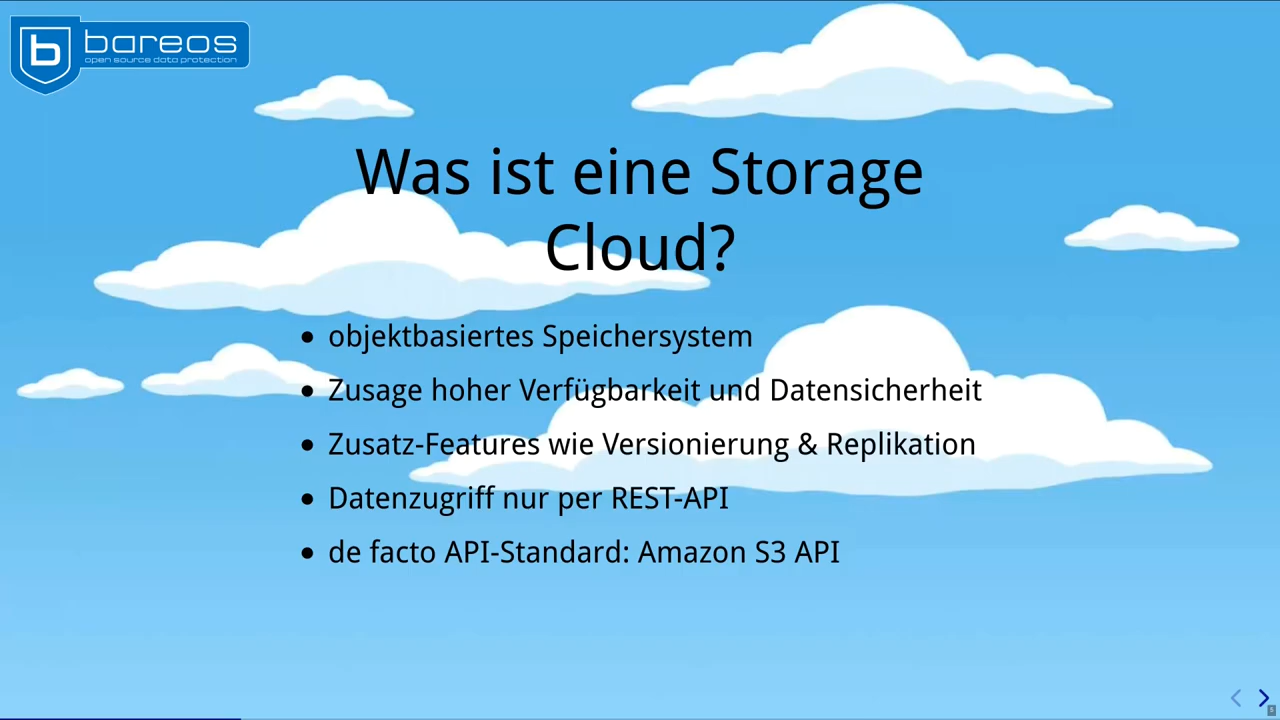 bareos
open source data protection
Was ist eine Storage
Cloud?
objektbasiertes Speichersystem
Zusage hoher Verfügbarkeit und Datensicherheit
Zusatz-Features wie Versionierung & Replikation
Datenzugriff nur per REST-API
de facto API-Standard: Amazon S3 API